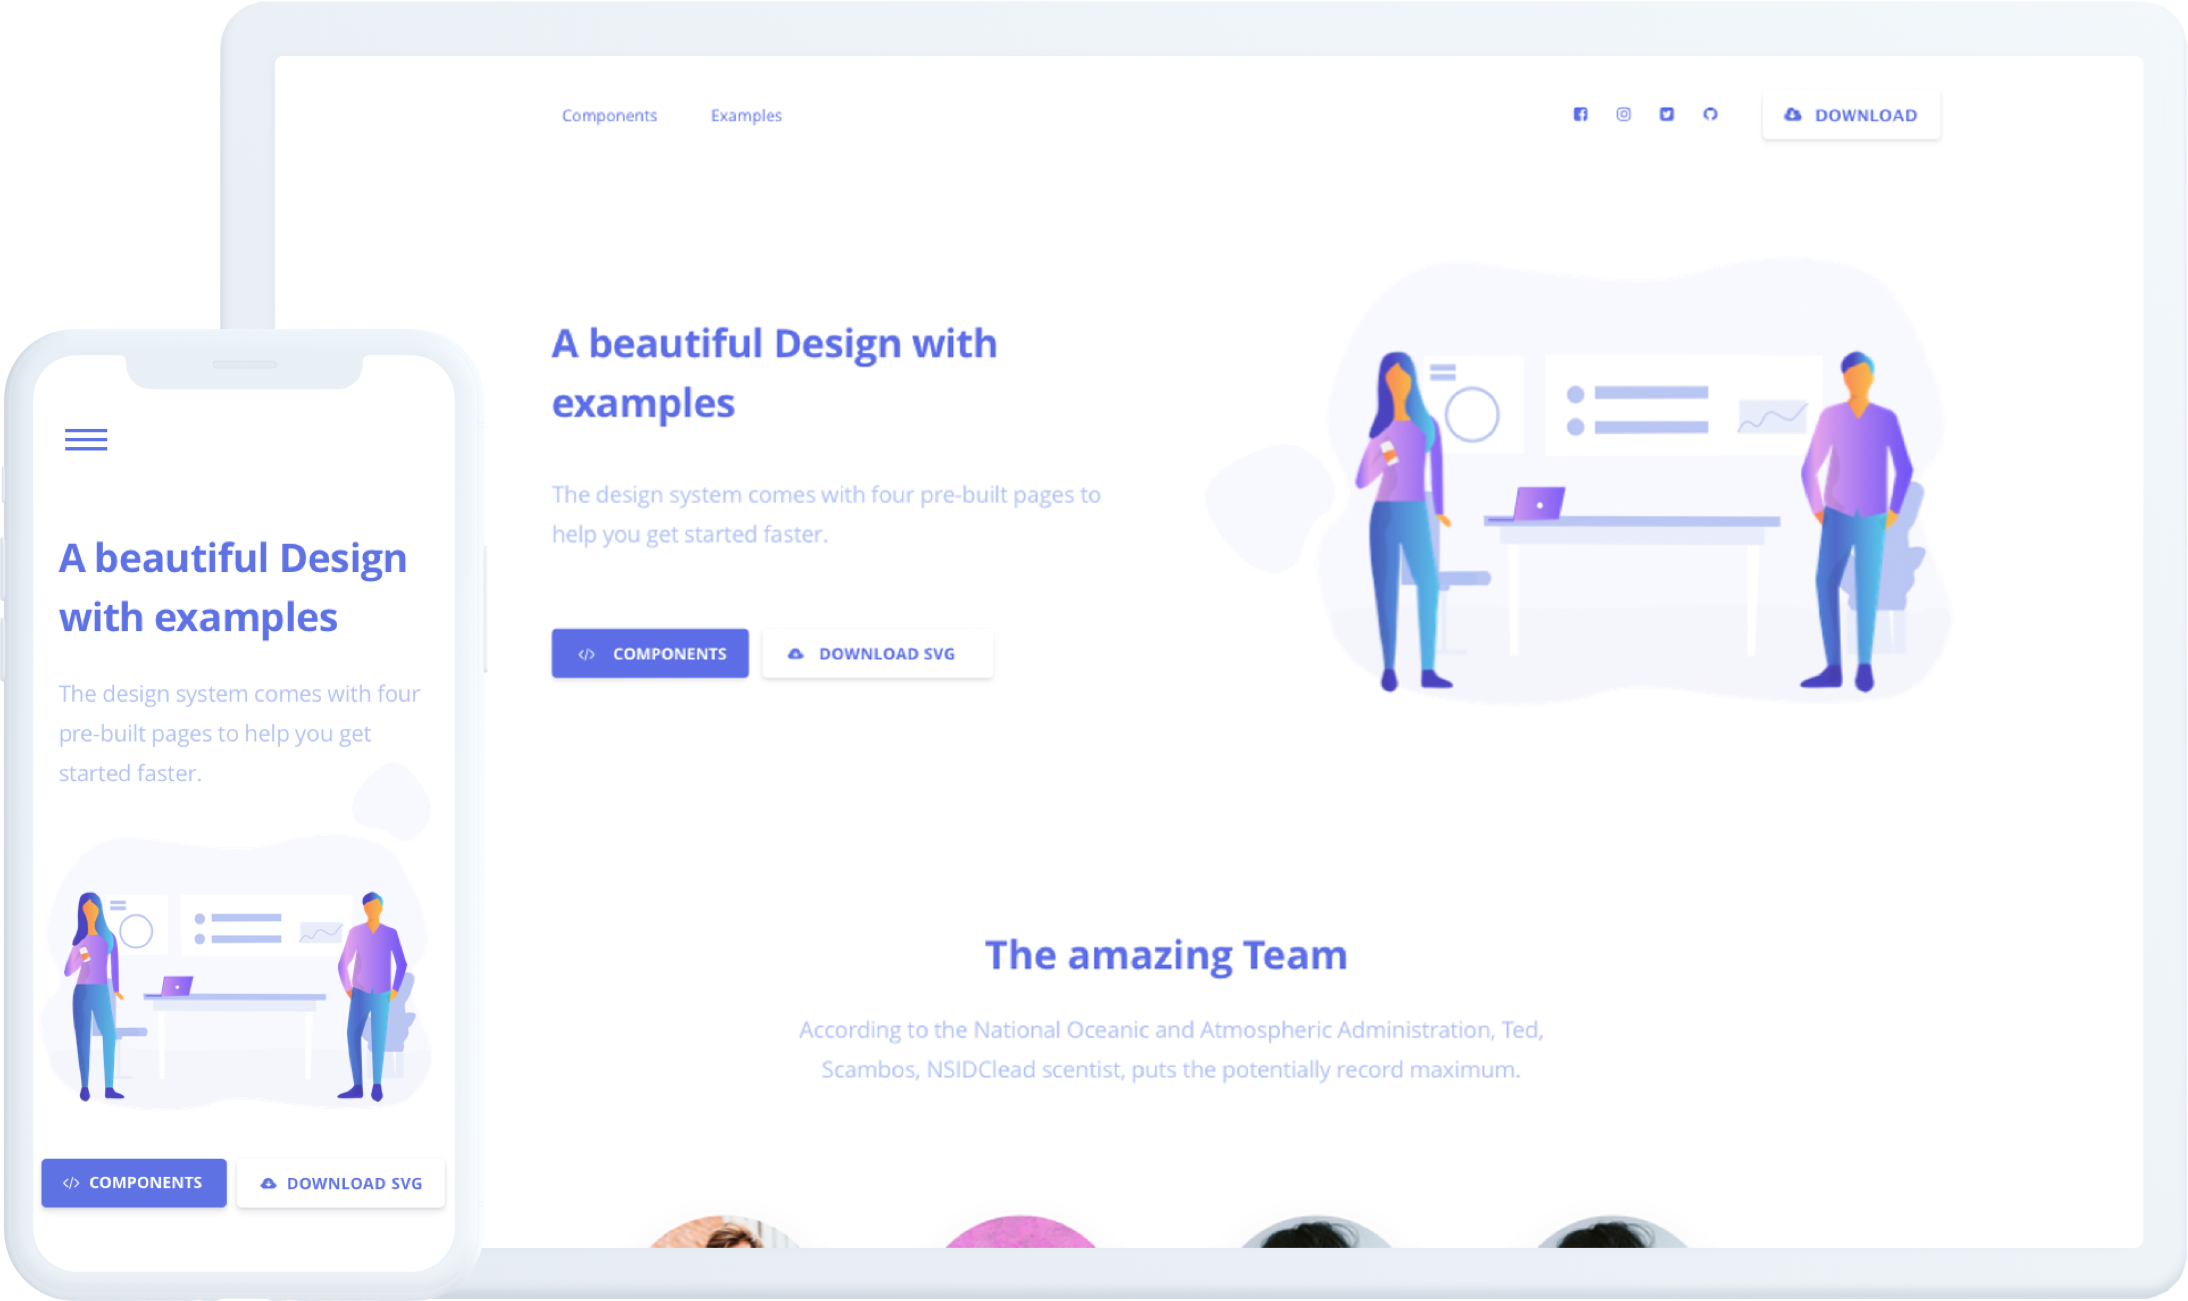 Components Examples DOWNLOAD
A beautiful Design with
examples
The design system comes with four pre-built pages to
help you get started faster.
</> COMPONENTS DOWNLOAD SVG
The amazing Team
According to the National Oceanic and Atmospheric Administration, Ted,
Scambos, NSIDClead scentist, puts the potentially record maximum.
A beautiful Design
with examples
The design system comes with four
pre-built pages to help you get
started faster.
</> COMPONENTS DOWNLOAD SVG